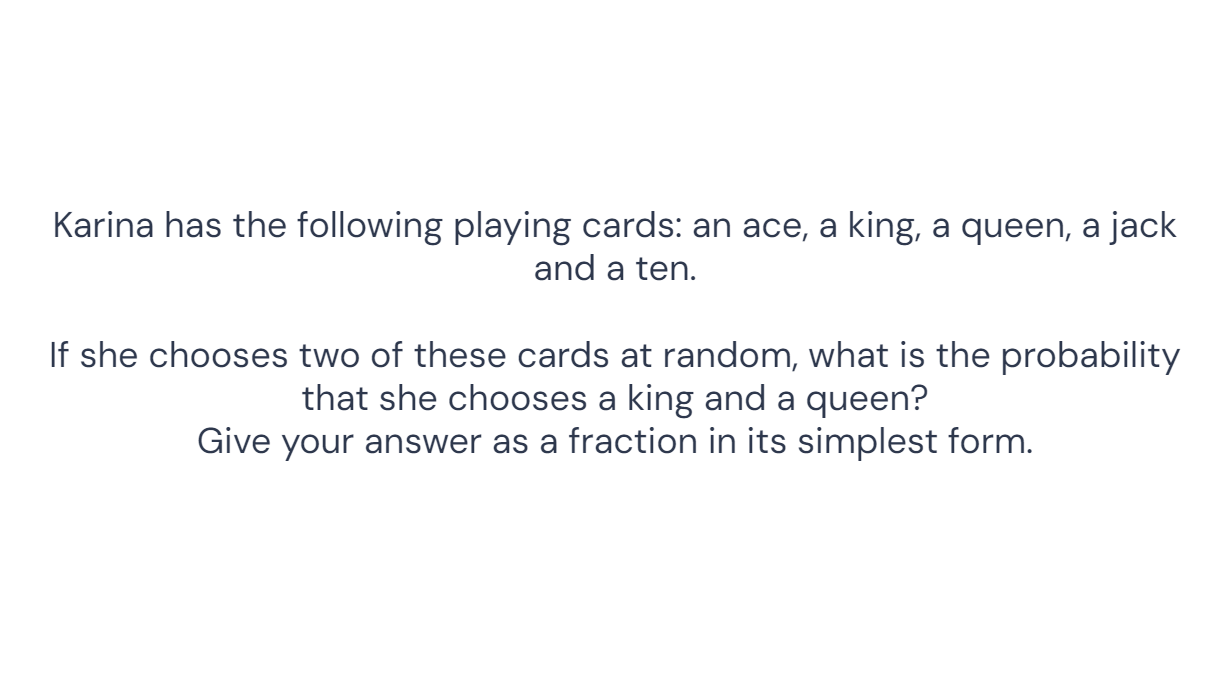 Karina has the following playing cards: an ace, a king, a queen, a jack
and a ten.
If she chooses two of these cards at random, what is the probability
that she chooses a king and a queen?
Give your answer as a fraction in its simplest form.